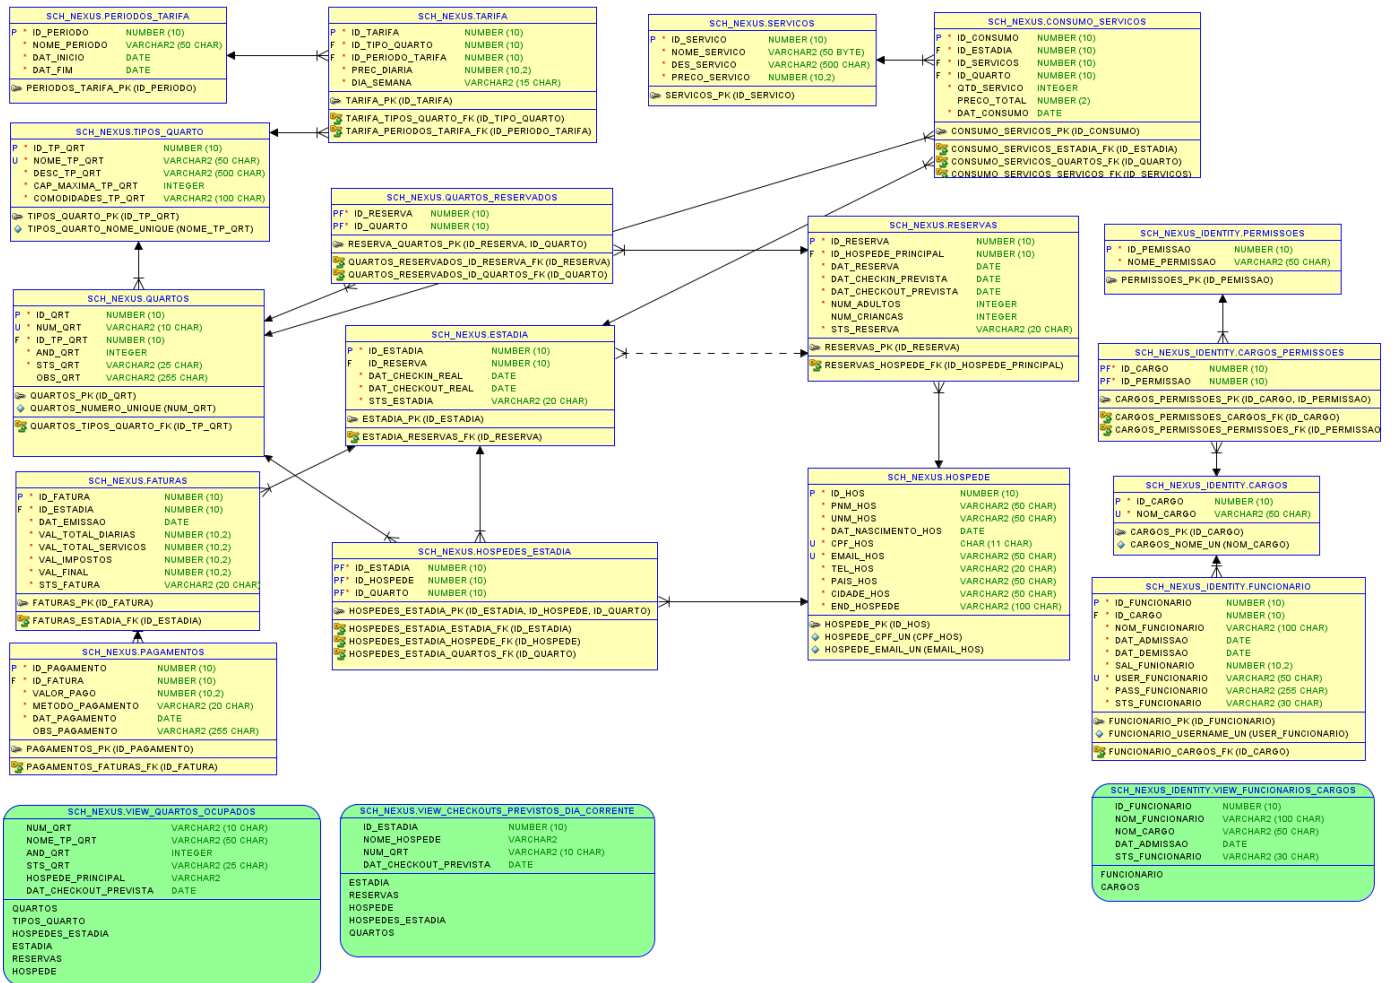 SCH_NEXUS.PERIODOS_TARIFA
P * ID_PERIODO NUMBER (10)
* NOME_PERIODO VARCHAR2 (50 CHAR)
* DAT_INICIO DATE
* DAT_FIM DATE
PERIODOS_TARIFA_PK (ID_PERIODO)
SCH_NEXUS.TARIFA
P * ID_TARIFA NUMBER (10)
F * ID_TIPO_QUARTO NUMBER (10)
F * ID_PERIODO_TARIFA NUMBER (10)
* PREC_DIARIA NUMBER (10,2)
* DIA_SEMANA VARCHAR2 (15 CHAR)
TARIFA_PK (ID_TARIFA)
TARIFA_TIPOS_QUARTO_FK (ID_TIPO_QUARTO)
TARIFA_PERIODOS_TARIFA_FK (ID_PERIODO_TARIFA)
SCH_NEXUS.SERVICOS
P * ID_SERVICO NUMBER (10)
* NOME_SERVICO VARCHAR2 (50 BYTE)
* DES_SERVICO VARCHAR2 (500 CHAR)
* PRECO_SERVICO NUMBER (10,2)
SERVICOS_PK (ID_SERVICO)
SCH_NEXUS.CONSUMO_SERVICOS
P * ID_CONSUMO NUMBER (10)
F * ID_ESTADIA NUMBER (10)
F * ID_SERVICOS NUMBER (10)
F * ID_QUARTO NUMBER (10)
* QTD_SERVICO INTEGER
PRECO_TOTAL NUMBER (2)
* DAT_CONSUMO DATE
CONSUMO_SERVICOS_PK (ID_CONSUMO)
CONSUMO_SERVICOS_ESTADIA_FK (ID_ESTADIA)
CONSUMO_SERVICOS_QUARTOS_FK (ID_QUARTO)
CONSUMO_SERVICOS_SERVICOS_FK (ID_SERVICOS)
SCH_NEXUS.TIPOS_QUARTO
P * ID_TP_QRT NUMBER (10)
U * NOME_TP_QRT VARCHAR2 (50 CHAR)
* DESC_TP_QRT VARCHAR2 (500 CHAR)
* CAP_MAXIMA_TP_QRT INTEGER
* COMODIDADES_TP_QRT VARCHAR2 (100 CHAR)
TIPOS_QUARTO_PK (ID_TP_QRT)
TIPOS_QUARTO_NOME_UNIQUE (NOME_TP_QRT)
SCH_NEXUS.QUARTOS_RESERVADOS
PF* ID_RESERVA NUMBER (10)
PF* ID_QUARTO NUMBER (10)
RESERVA_QUARTOS_PK (ID_RESERVA, ID_QUARTO)
QUARTOS_RESERVADOS_ID_RESERVA_FK (ID_RESERVA)
QUARTOS_RESERVADOS_ID_QUARTOS_FK (ID_QUARTO)
SCH_NEXUS.RESERVAS
P * ID_RESERVA NUMBER (10)
F * ID_HOSPEDE_PRINCIPAL NUMBER (10)
* DAT_RESERVA DATE
* DAT_CHECKIN_PREVISTA DATE
* DAT_CHECKOUT_PREVISTA DATE
* NUM_ADULTOS INTEGER
NUM_CRIANCAS INTEGER
* STS_RESERVA VARCHAR2 (20 CHAR)
RESERVAS_PK (ID_RESERVA)
RESERVAS_HOSPEDE_FK (ID_HOSPEDE_PRINCIPAL)
SCH_NEXUS_IDENTITY.PERMISSOES
P * ID_PEMISSAO NUMBER (10)
* NOME_PERMISSAO VARCHAR2 (50 CHAR)
PERMISSOES_PK (ID_PEMISSAO)
SCH_NEXUS.QUARTOS
P * ID_QRT NUMBER (10)
U * NUM_QRT VARCHAR2 (10 CHAR)
F * ID_TP_QRT NUMBER (10)
* AND_QRT INTEGER
* STS_QRT VARCHAR2 (25 CHAR)
OBS_QRT VARCHAR2 (255 CHAR)
QUARTOS_PK (ID_QRT)
QUARTOS_NUMERO_UNIQUE (NUM_QRT)
QUARTOS_TIPOS_QUARTO_FK (ID_TP_QRT)
SCH_NEXUS.ESTADIA
P * ID_ESTADIA NUMBER (10)
F ID_RESERVA NUMBER (10)
* DAT_CHECKIN_REAL DATE
* DAT_CHECKOUT_REAL DATE
* STS_ESTADIA VARCHAR2 (20 CHAR)
ESTADIA_PK (ID_ESTADIA)
ESTADIA_RESERVAS_FK (ID_RESERVA)
SCH_NEXUS_IDENTITY.CARGOS_PERMISSOES
PF* ID_CARGO NUMBER (10)
PF* ID_PERMISSAO NUMBER (10)
CARGOS_PERMISSOES_PK (ID_CARGO, ID_PERMISSAO)
CARGOS_PERMISSOES_CARGOS_FK (ID_CARGO)
CARGOS_PERMISSOES_PERMISSOES_FK (ID_PERMISSAO
SCH_NEXUS.FATURAS
P * ID_FATURA NUMBER (10)
F * ID_ESTADIA NUMBER (10)
* DAT_EMISSAO DATE
* VAL_TOTAL_DIARIAS NUMBER (10,2)
* VAL_TOTAL_SERVICOS NUMBER (10,2)
* VAL_IMPOSTOS NUMBER (10,2)
* VAL_FINAL NUMBER (10,2)
* STS_FATURA VARCHAR2 (20 CHAR)
FATURAS_PK (ID_FATURA)
FATURAS_ESTADIA_FK (ID_ESTADIA)
SCH_NEXUS.HOSPEDES_ESTADIA
PF* ID_ESTADIA NUMBER (10)
PF* ID_HOSPEDE NUMBER (10)
PF* ID_QUARTO NUMBER (10)
HOSPEDES_ESTADIA_PK (ID_ESTADIA, ID_HOSPEDE, ID_QUARTO)
HOSPEDES_ESTADIA_ESTADIA_FK (ID_ESTADIA)
HOSPEDES_ESTADIA_HOSPEDE_FK (ID_HOSPEDE)
HOSPEDES_ESTADIA_QUARTOS_FK (ID_QUARTO)
SCH_NEXUS.HOSPEDE
P * ID_HOS NUMBER (10)
* PNM_HOS VARCHAR2 (50 CHAR)
* UNM_HOS VARCHAR2 (50 CHAR)
* DAT_NASCIMENTO_HOS DATE
U * CPF_HOS CHAR (11 CHAR)
U * EMAIL_HOS VARCHAR2 (50 CHAR)
* TEL_HOS VARCHAR2 (20 CHAR)
* PAIS_HOS VARCHAR2 (50 CHAR)
* CIDADE_HOS VARCHAR2 (50 CHAR)
* END_HOSPEDE VARCHAR2 (100 CHAR)
HOSPEDE_PK (ID_HOS)
HOSPEDE_CPF_UN (CPF_HOS)
HOSPEDE_EMAIL_UN (EMAIL_HOS)
SCH_NEXUS_IDENTITY.CARGOS
P * ID_CARGO NUMBER (10)
U * NOM_CARGO VARCHAR2 (50 CHAR)
CARGOS_PK (ID_CARGO)
CARGOS_NOME_UN (NOM_CARGO)
SCH_NEXUS_IDENTITY.FUNCIONARIO
P * ID_FUNCIONARIO NUMBER (10)
F * ID_CARGO NUMBER (10)
* NOM_FUNCIONARIO VARCHAR2 (100 CHAR)
* DAT_ADMISSAO DATE
* DAT_DEMISSAO DATE
* SAL_FUNIONARIO NUMBER (10,2)
U * USER_FUNCIONARIO VARCHAR2 (50 CHAR)
* PASS_FUNCIONARIO VARCHAR2 (255 CHAR)
* STS_FUNCIONARIO VARCHAR2 (30 CHAR)
FUNCIONARIO_PK (ID_FUNCIONARIO)
FUNCIONARIO_USERNAME_UN (USER_FUNCIONARIO)
FUNCIONARIO_CARGOS_FK (ID_CARGO)
SCH_NEXUS.PAGAMENTOS
P * ID_PAGAMENTO NUMBER (10)
F * ID_FATURA NUMBER (10)
* VALOR_PAGO NUMBER (10,2)
* METODO_PAGAMENTO VARCHAR2 (20 CHAR)
* DAT_PAGAMENTO DATE
OBS_PAGAMENTO VARCHAR2 (255 CHAR)
PAGAMENTOS_PK (ID_PAGAMENTO)
PAGAMENTOS_FATURAS_FK (ID_FATURA)
SCH_NEXUS.VIEW_QUARTOS_OCUPADOS
NUM_QRT VARCHAR2 (10 CHAR)
NOME_TP_QRT VARCHAR2 (50 CHAR)
AND_QRT INTEGER
STS_QRT VARCHAR2 (25 CHAR)
HOSPEDE_PRINCIPAL VARCHAR2
DAT_CHECKOUT_PREVISTA DATE
QUARTOS
TIPOS_QUARTO
HOSPEDES_ESTADIA
ESTADIA
RESERVAS
HOSPEDE
SCH_NEXUS.VIEW_CHECKOUTS_PREVISTOS_DIA_CORRENTE
ID_ESTADIA NUMBER (10)
NOME_HOSPEDE VARCHAR2
NUM_QRT VARCHAR2 (10 CHAR)
DAT_CHECKOUT_PREVISTA DATE
ESTADIA
RESERVAS
HOSPEDE
HOSPEDES_ESTADIA
QUARTOS
SCH_NEXUS_IDENTITY.VIEW_FUNCIONARIOS_CARGOS
ID_FUNCIONARIO NUMBER (10)
NOM_FUNCIONARIO VARCHAR2 (100 CHAR)
NOM_CARGO VARCHAR2 (50 CHAR)
DAT_ADMISSAO DATE
STS_FUNCIONARIO VARCHAR2 (30 CHAR)
FUNCIONARIO
CARGOS